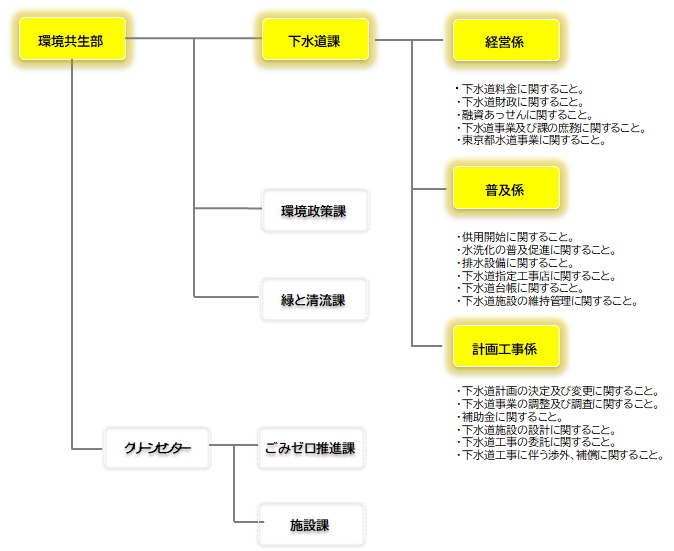 環境共生部
下水道課
経営係
・下水道料金に関すること。
・下水道財政に関すること。
・融資あっせんに関すること。
・下水道事業及び課の庶務に関すること。
・東京都水道事業に関すること。
環境政策課
普及係
・供用開始に関すること。
・水洗化の普及促進に関すること。
・排水設備に関すること。
・下水道指定工事店に関すること。
・下水道台帳に関すること。
・下水道施設の維持管理に関すること。
緑と清流課
計画工事係
・下水道計画の決定及び変更に関すること。
・下水道事業の調整及び調査に関すること。
・補助金に関すること。
・下水道施設の設計に関すること。
・下水道工事の委託に関すること。
・下水道工事に伴う渉外、補償に関すること。
クリーンセンター
ごみゼロ推進課
施設課